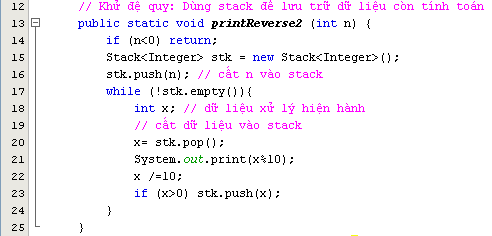 12 // Khử đệ quy: Dùng stack để lưu trữ dữ liệu còn tính toán
13 public static void printReverse2 (int n) {
14 if (n<0) return;
15 Stack<Integer> stk = new Stack<Integer>();
16 stk.push(n); // cất n vào stack
17 while (!stk.empty()){
18 int x; // dữ liệu xử lý hiện hành
19 // cất dữ liệu vào stack
20 x= stk.pop();
21 System.out.print(x%10);
22 x /=10;
23 if (x>0) stk.push(x);
24 }
25 }